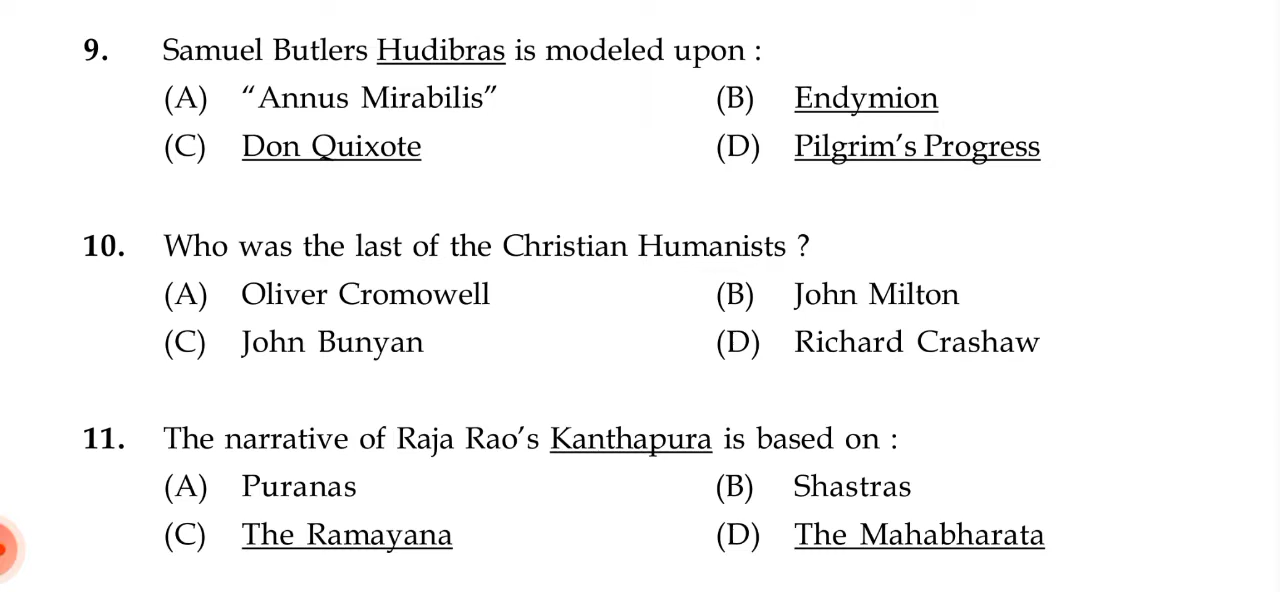 9. Samuel Butlers Hudibras is modeled upon :
(A) “Annus Mirabilis” (B) Endymion
(C) Don Quixote (D) Pilgrim’s Progress
10. Who was the last of the Christian Humanists ?
(A) Oliver Cromowell (B) John Milton
(C) John Bunyan (D) Richard Crashaw
11. The narrative of Raja Rao’s Kanthapura is based on :
(A) Puranas (B) Shastras
(C) The Ramayana (D) The Mahabharata